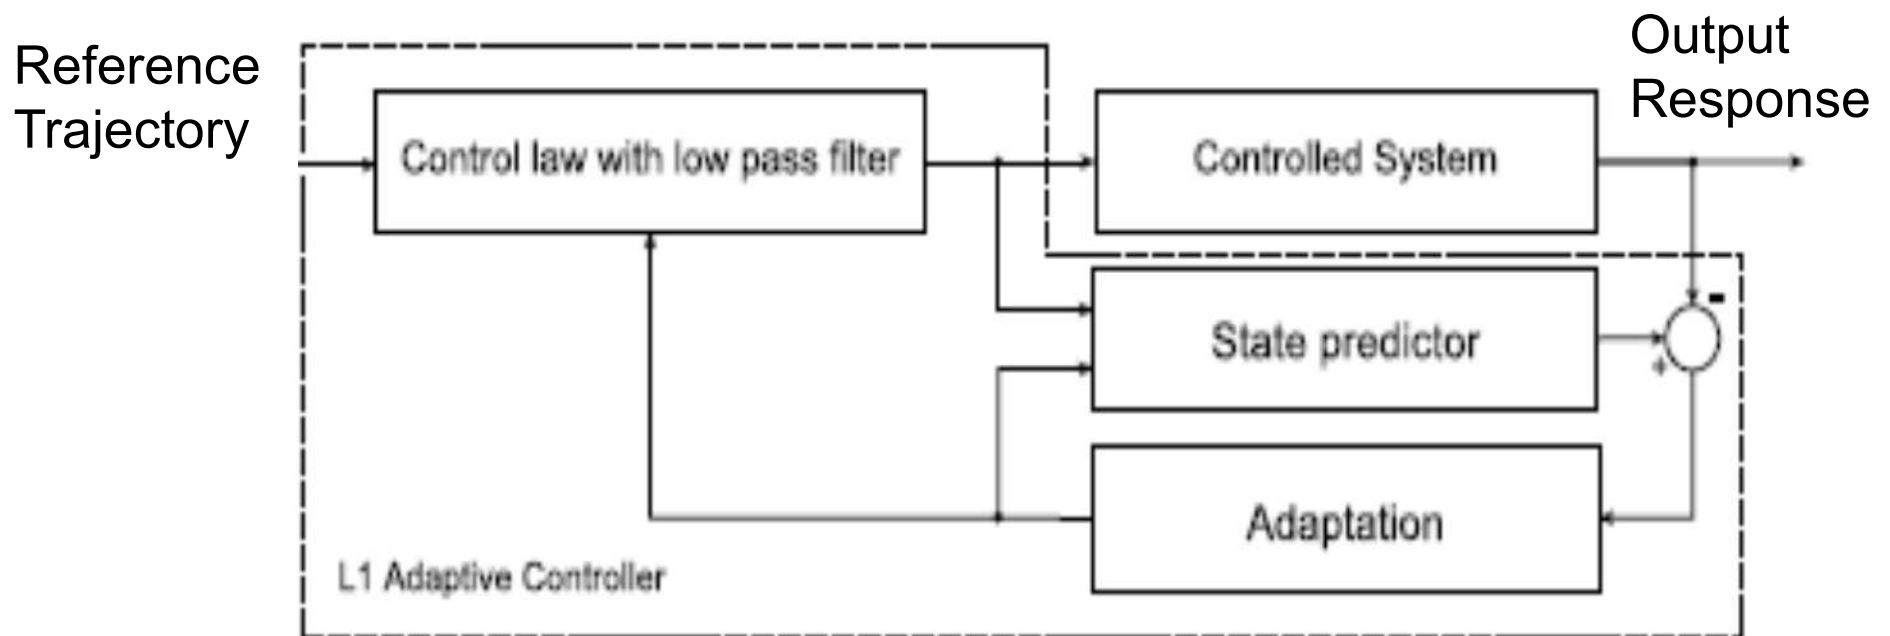 Reference
Trajectory
Output
Response
Control law with low pass filter
Controlled System
-
State predictor
+
Adaptation
L1 Adaptive Controller